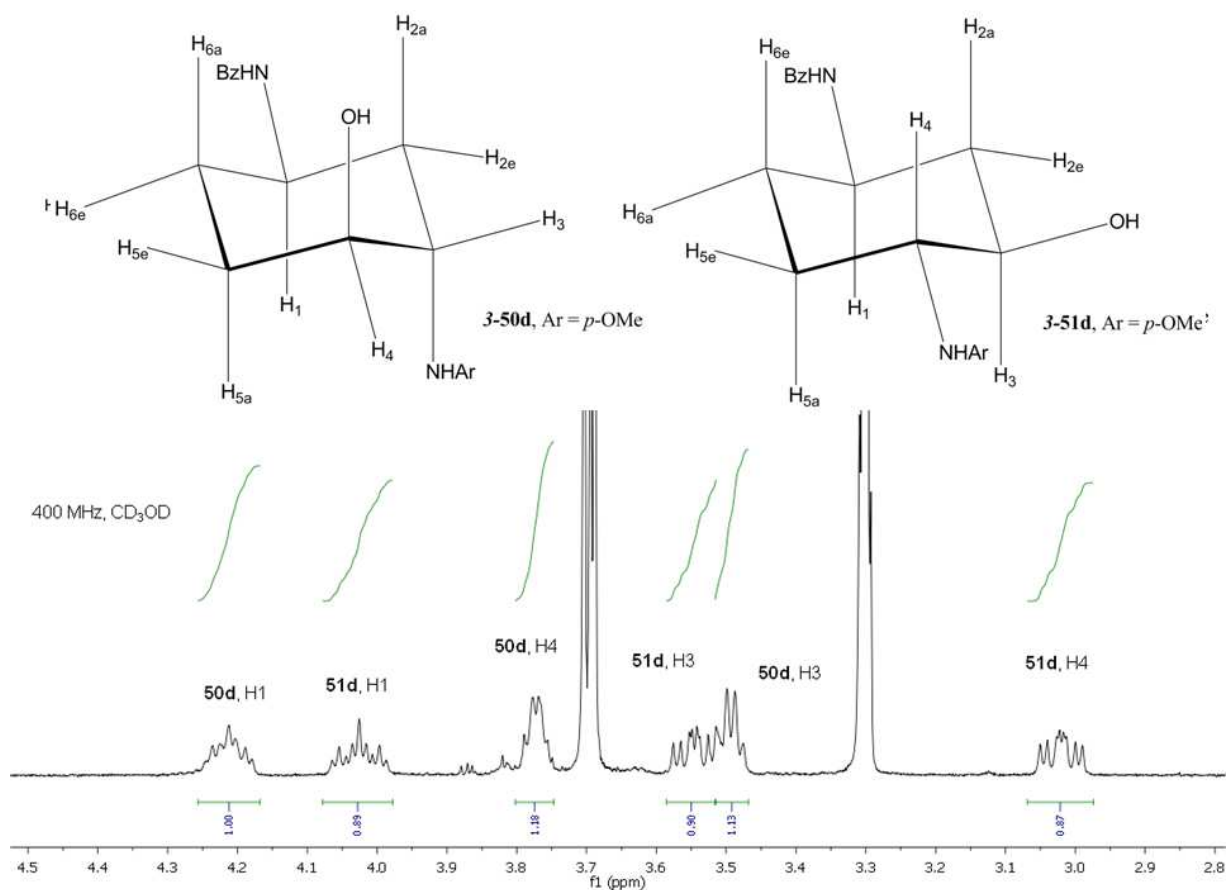 H6a
BzHN
H2a
OH
H2e
H6e
H3
H5e
H1
3-50d, Ar = p-OMe
H4
NHAr
H5a
H6e
BzHN
H2a
H4
H2e
H6a
OH
H5e
H1
3-51d, Ar = p-OMe
NHAr
H5a
H3
400 MHz, CD3OD
50d, H1
51d, H1
50d, H4
51d, H3
50d, H3
51d, H4
1.00
0.89
1.18
0.90
1.13
0.87
4.5 4.4 4.3 4.2 4.1 4.0 3.9 3.8 3.7 3.6 3.5 3.4 3.3 3.2 3.1 3.0 2.9 2.8
f1 (ppm)